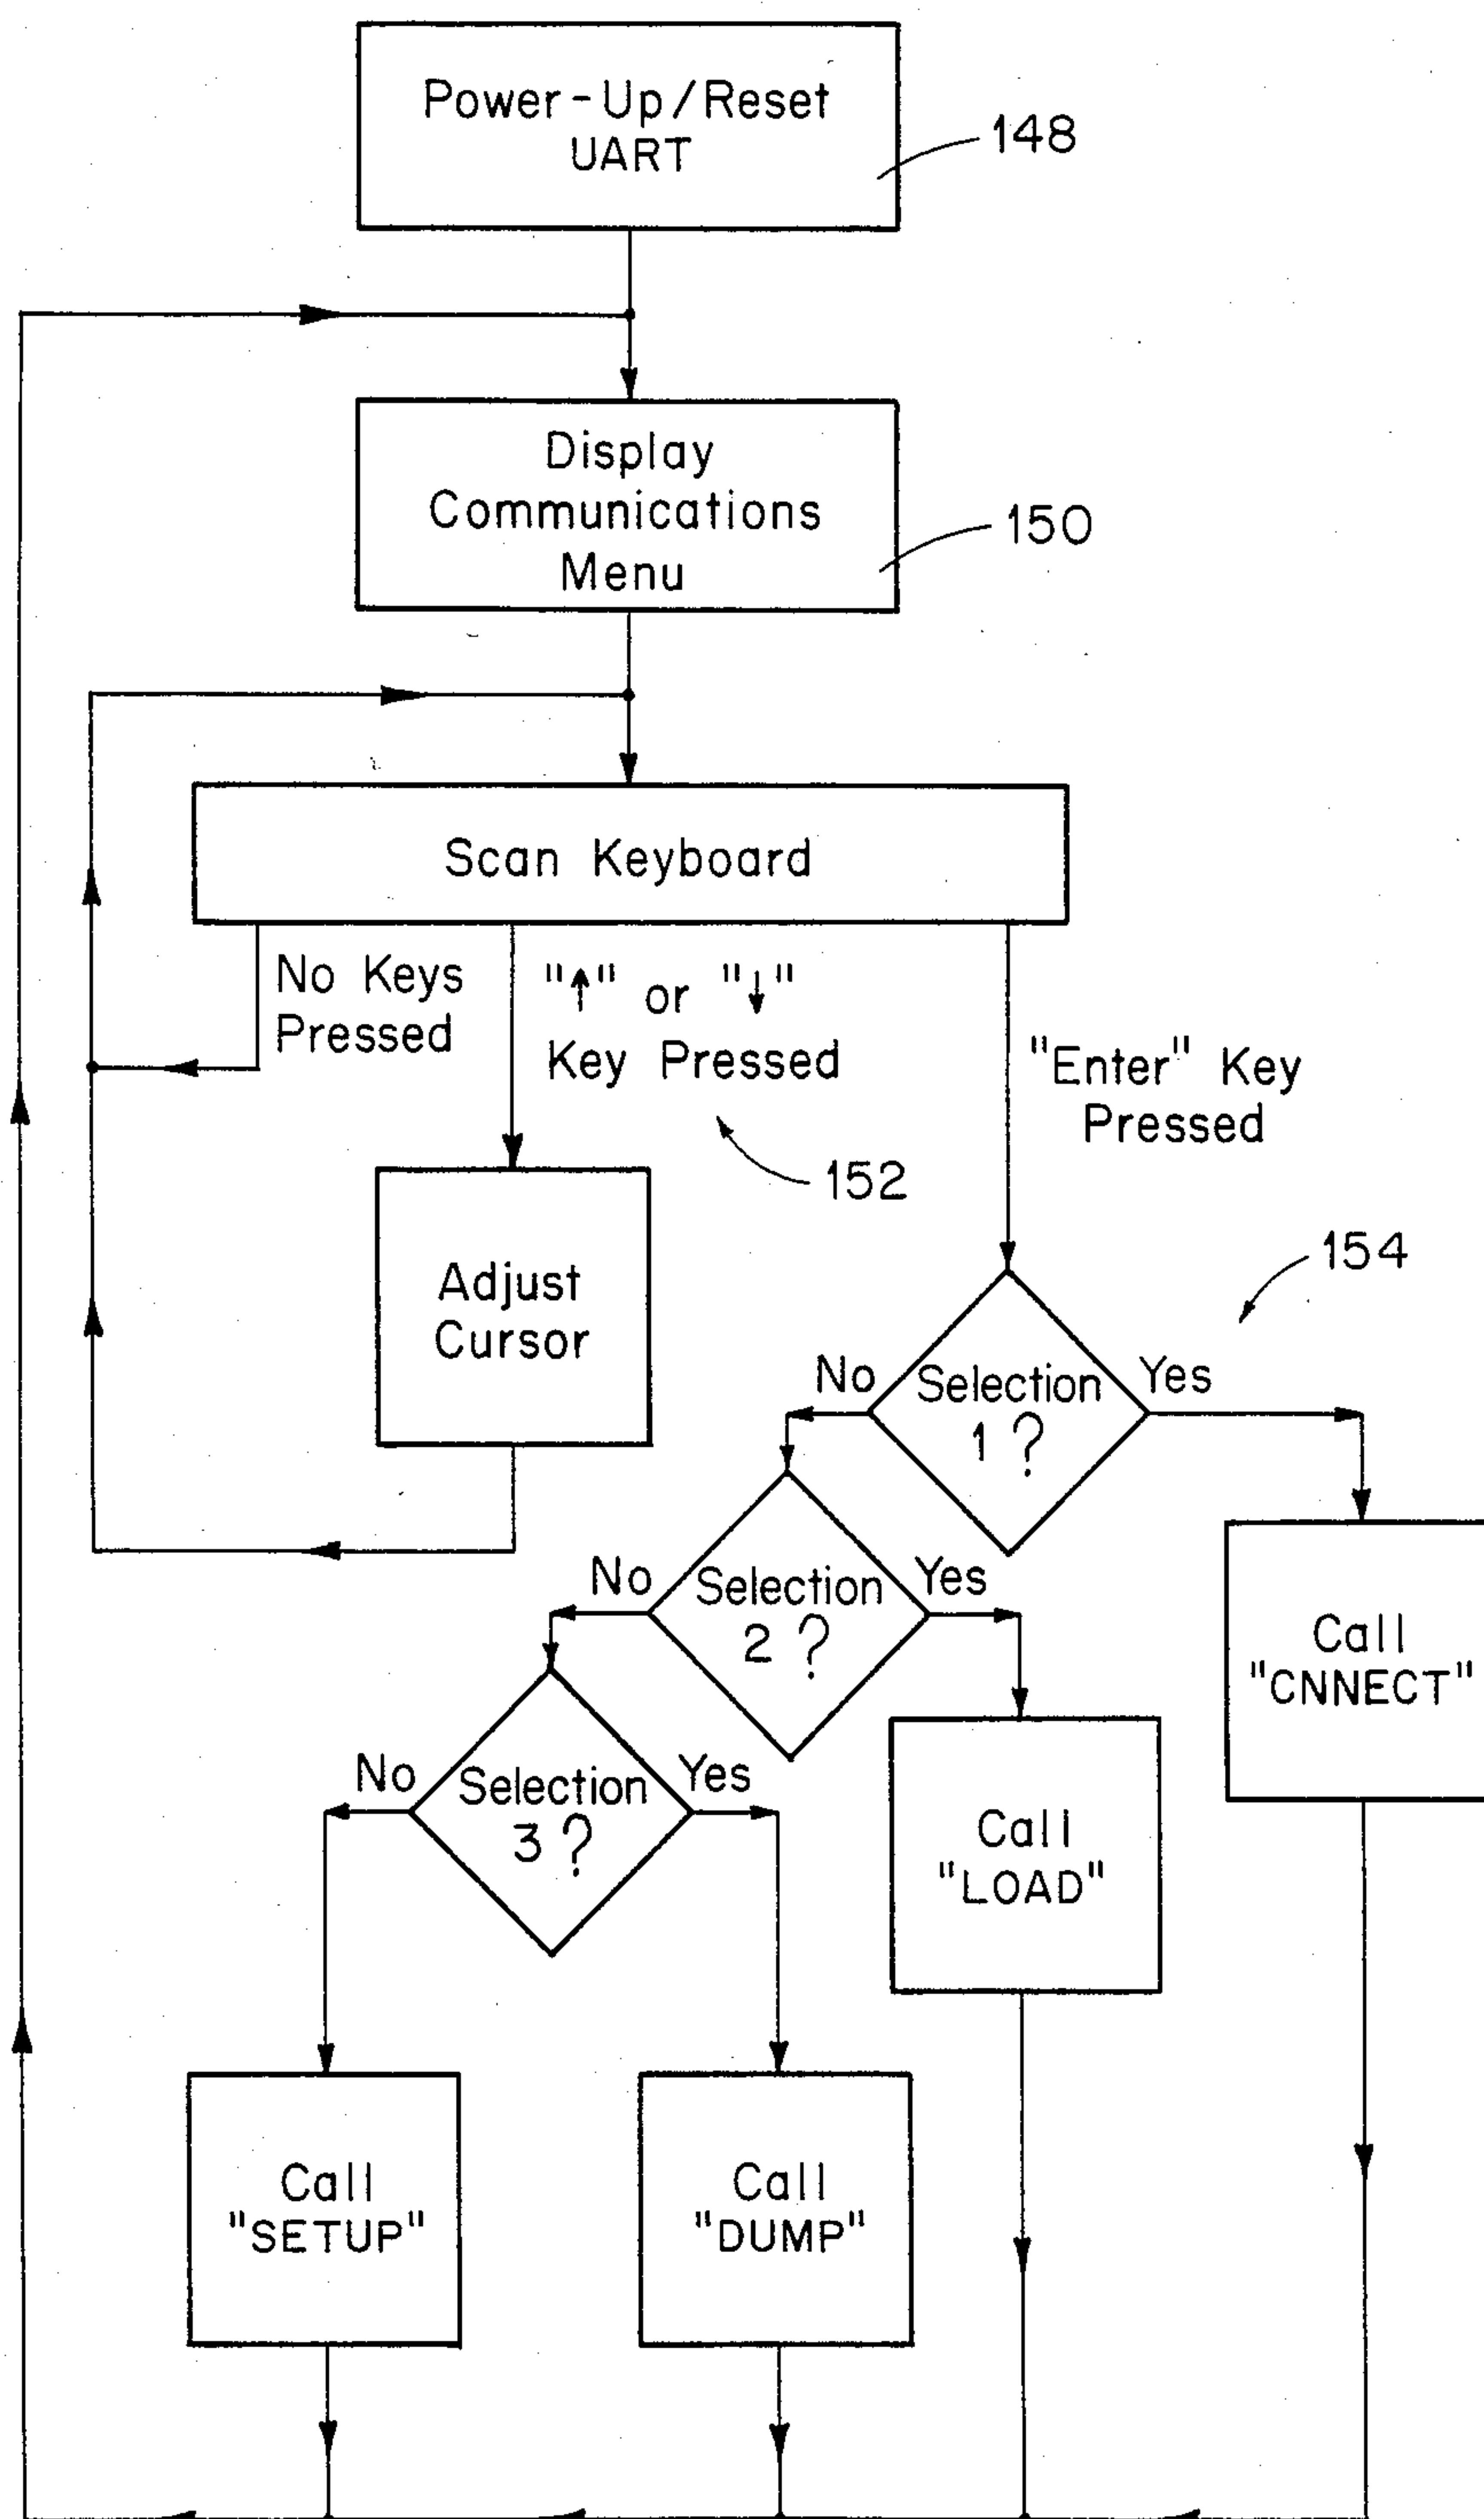 Power-Up/Reset
UART
148
Display
Communications
Menu
150
Scan Keyboard
No Keys
Pressed
"↑" or "↓"
Key Pressed
"Enter" Key
Pressed
152
154
Adjust
Cursor
No
Selection
1 ?
Yes
No
Selection
2 ?
Yes
Call
"CNNECT"
No
Selection
3 ?
Yes
Call
"LOAD"
Call
"SETUP"
Call
"DUMP"